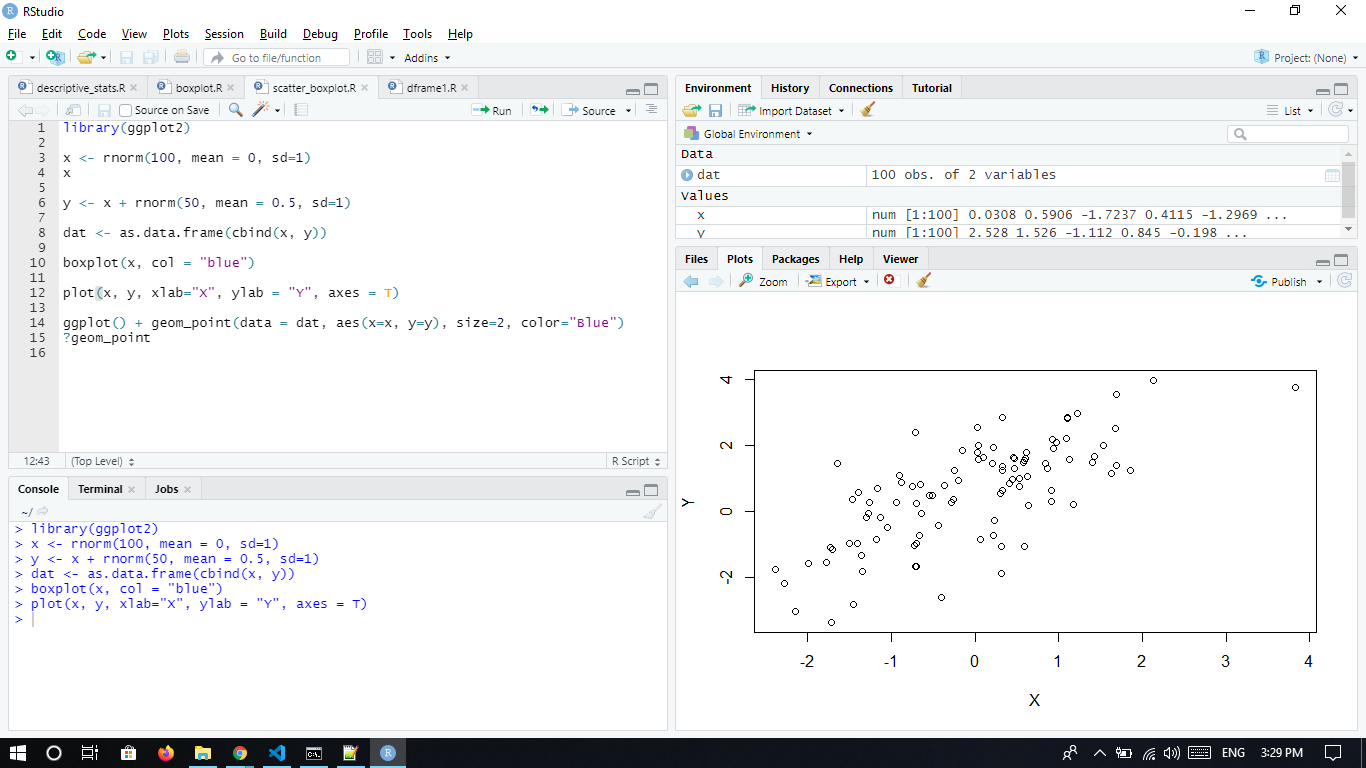 RStudio
File Edit Code View Plots Session Build Debug Profile Tools Help
Go to file/function Addins Project: (None)
descriptive_stats.R boxplot.R scatter_boxplot.R dframe1.R
Source on Save Run Source
1 library(ggplot2)
2
3 x <- rnorm(100, mean = 0, sd=1)
4 x
5
6 y <- x + rnorm(50, mean = 0.5, sd=1)
7
8 dat <- as.data.frame(cbind(x, y))
9
10 boxplot(x, col = "blue")
11
12 plot(x, y, xlab="X", ylab = "Y", axes = T)
13
14 ggplot() + geom_point(data = dat, aes(x=x, y=y), size=2, color="Blue")
15 ?geom_point
16
12:43 (Top Level) R Script
Console Terminal Jobs
~/
> library(ggplot2)
> x <- rnorm(100, mean = 0, sd=1)
> y <- x + rnorm(50, mean = 0.5, sd=1)
> dat <- as.data.frame(cbind(x, y))
> boxplot(x, col = "blue")
> plot(x, y, xlab="X", ylab = "Y", axes = T)
>
Environment History Connections Tutorial
Import Dataset List
Global Environment
Data
dat 100 obs. of 2 variables
Values
x num [1:100] 0.0308 0.5906 -1.7237 0.4115 -1.2969 ...
y num [1:100] 2.528 1.526 -1.112 0.845 -0.198 ...
Files Plots Packages Help Viewer
Zoom Export Publish
4
2
0
-2
Y
-2 -1 0 1 2 3 4
X
ENG 3:29 PM